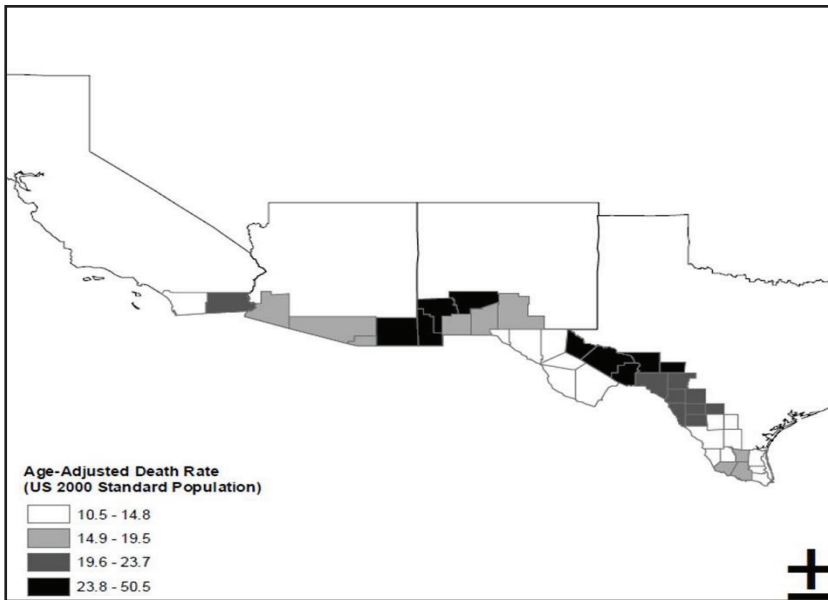 Age-Adjusted Death Rate
(US 2000 Standard Population)
10.5 - 14.8
14.9 - 19.5
19.6 - 23.7
23.8 - 50.5